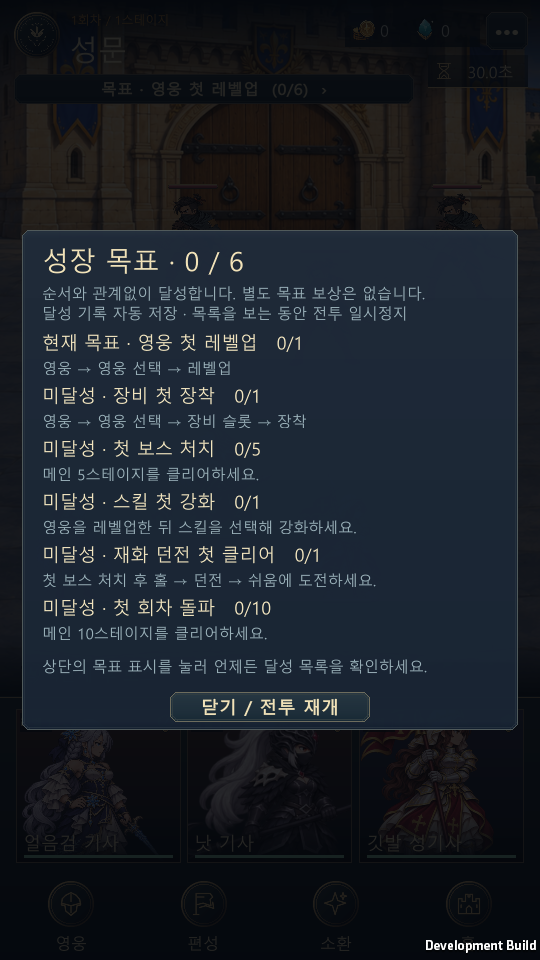 1회차 / 1스테이지
성문
0
0
30.0조
목표 · 영웅 첫 레벨업 (0/6) ›
성장 목표 · 0 / 6
순서와 관계없이 달성합니다. 별도 목표 보상은 없습니다.
달성 기록 자동 저장 · 목록을 보는 동안 전투 일시정지
현재 목표 · 영웅 첫 레벨업 0/1
영웅 → 영웅 선택 → 레벨업
미달성 · 장비 첫 장착 0/1
영웅 → 영웅 선택 → 장비 슬롯 → 장착
미달성 · 첫 보스 처치 0/5
메인 5스테이지를 클리어하세요.
미달성 · 스킬 첫 강화 0/1
영웅을 레벨업한 뒤 스킬을 선택해 강화하세요.
미달성 · 재화 던전 첫 클리어 0/1
첫 보스 처치 후 홀 → 던전 → 쉬움에 도전하세요.
미달성 · 첫 회차 돌파 0/10
메인 10스테이지를 클리어하세요.
상단의 목표 표시를 눌러 언제든 달성 목록을 확인하세요.
닫기 / 전투 재개
얼음검 기사
낫 기사
깃발 성기사
영웅
편성
소환
Development Build